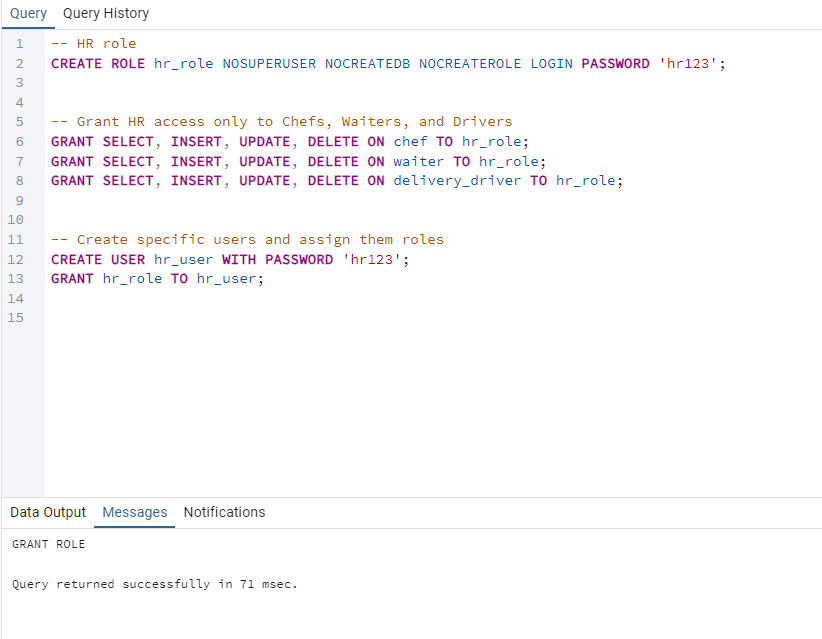 Query Query History
1 -- HR role
2 CREATE ROLE hr_role NOSUPERUSER NOCREATEDB NOCREATEROLE LOGIN PASSWORD 'hr123';
3
4
5 -- Grant HR access only to Chefs, Waiters, and Drivers
6 GRANT SELECT, INSERT, UPDATE, DELETE ON chef TO hr_role;
7 GRANT SELECT, INSERT, UPDATE, DELETE ON waiter TO hr_role;
8 GRANT SELECT, INSERT, UPDATE, DELETE ON delivery_driver TO hr_role;
9
10
11 -- Create specific users and assign them roles
12 CREATE USER hr_user WITH PASSWORD 'hr123';
13 GRANT hr_role TO hr_user;
14
15
Data Output Messages Notifications
GRANT ROLE
Query returned successfully in 71 msec.